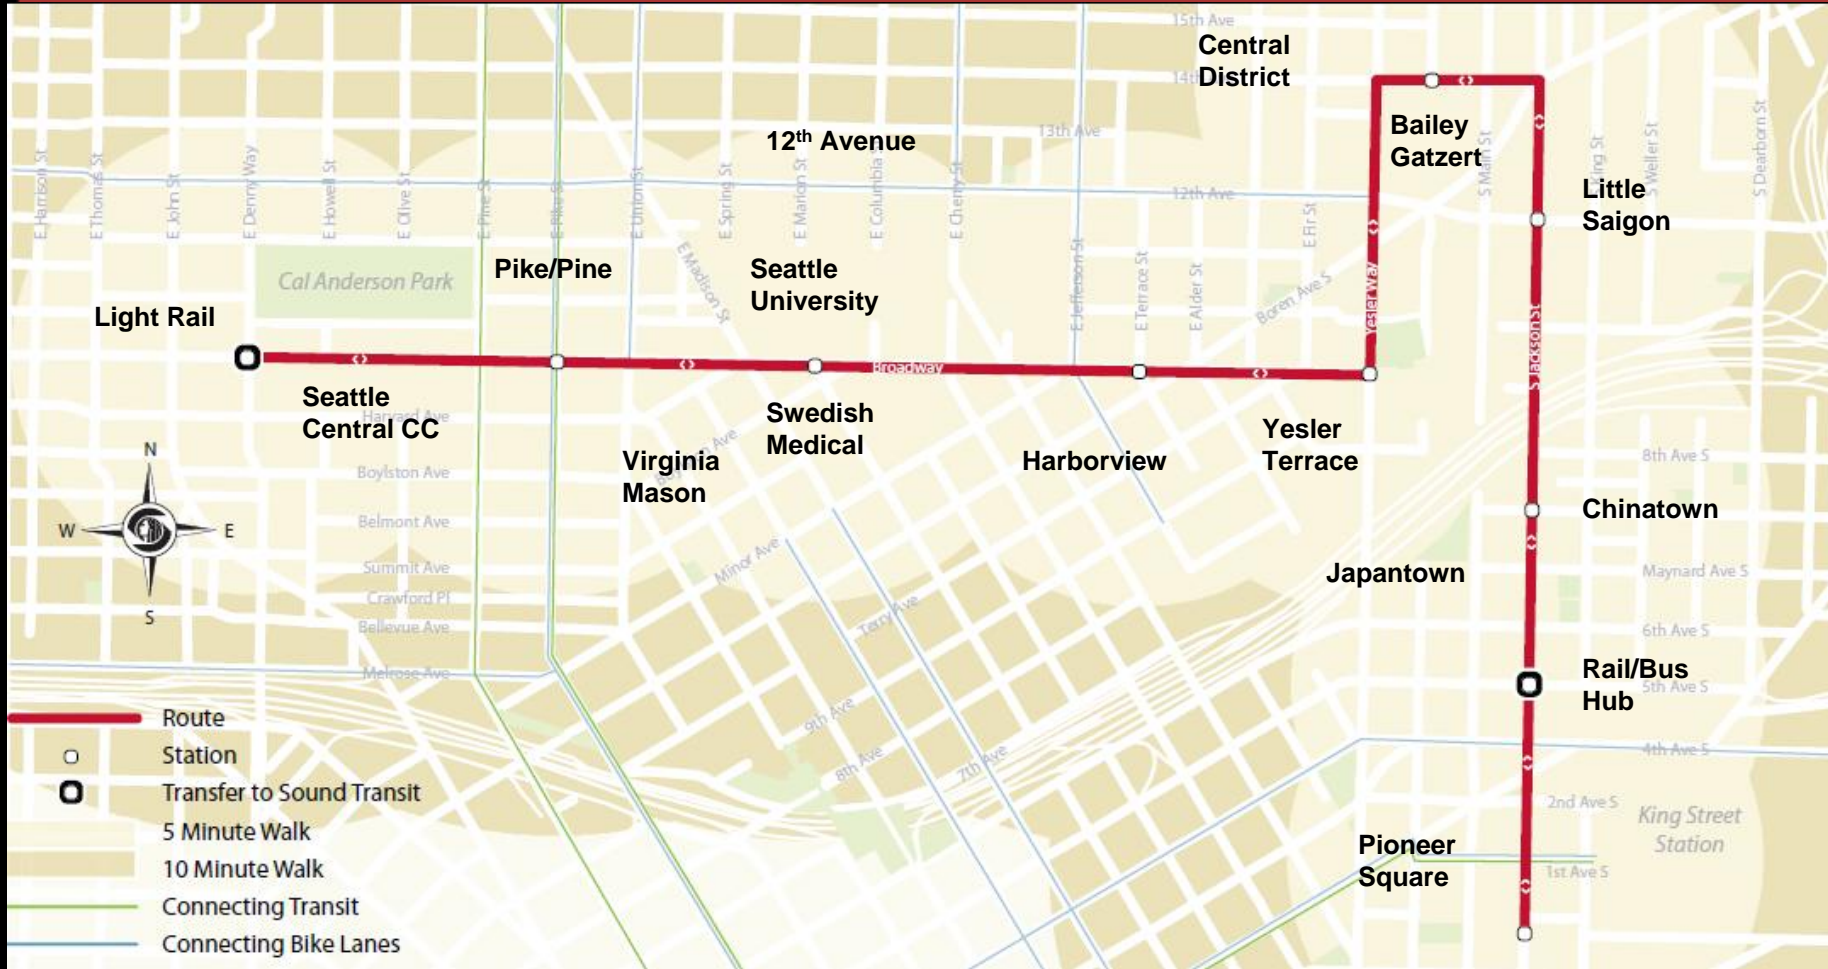 15th Ave
Central
District
14th
Bailey
Gatzert
12th Avenue
13th Ave
12th Ave
E Harrison St
E Thomas St
E John St
E Denny Way
E Howell St
E Olive St
E Pine St
E Pike St
E Union St
E Spring St
E Marion St
E Columbia St
E Cherry St
E Jefferson St
E Terrace St
E Alder St
E Fir St
S Main St
King St
S Weller St
S Dearborn St
Little
Saigon
E Madison St
Boren Ave S
Yesler Way
S Jackson St
Cal Anderson Park
Pike/Pine
Seattle
University
Light Rail
Broadway
Seattle
Central CC
Harvard Ave
Swedish
Medical
Virginia
Mason
Harborview
Yesler
Terrace
N
W
E
S
Boylston Ave
Boylston Ave
Belmont Ave
Summit Ave
Crawford Pl
Bellevue Ave
Melrose Ave
Minor Ave
Terry Ave
9th Ave
8th Ave
7th Ave
8th Ave S
Chinatown
Japantown
Maynard Ave S
6th Ave S
Rail/Bus
Hub
5th Ave S
4th Ave S
2nd Ave S
King Street
Station
Pioneer
Square
1st Ave S
Route
Station
Transfer to Sound Transit
5 Minute Walk
10 Minute Walk
Connecting Transit
Connecting Bike Lanes